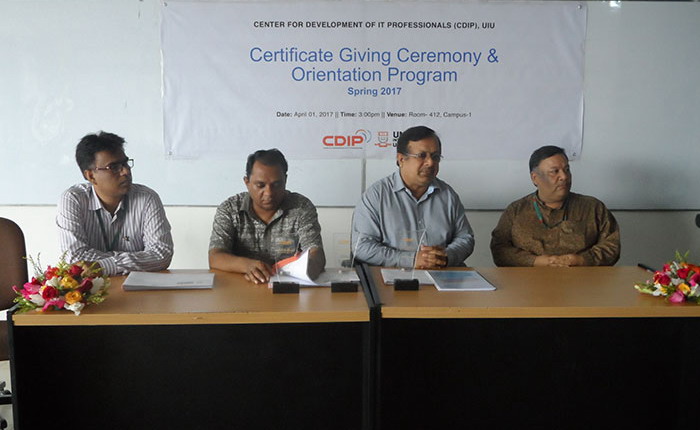 CENTER FOR DEVELOPMENT OF IT PROFESSIONALS (CDIP), UIU
Certificate Giving Ceremony &
Orientation Program
Spring 2017
Date: April 01, 2017 || Time: 3:00pm || Venue: Room- 412, Campus-1
CDIP